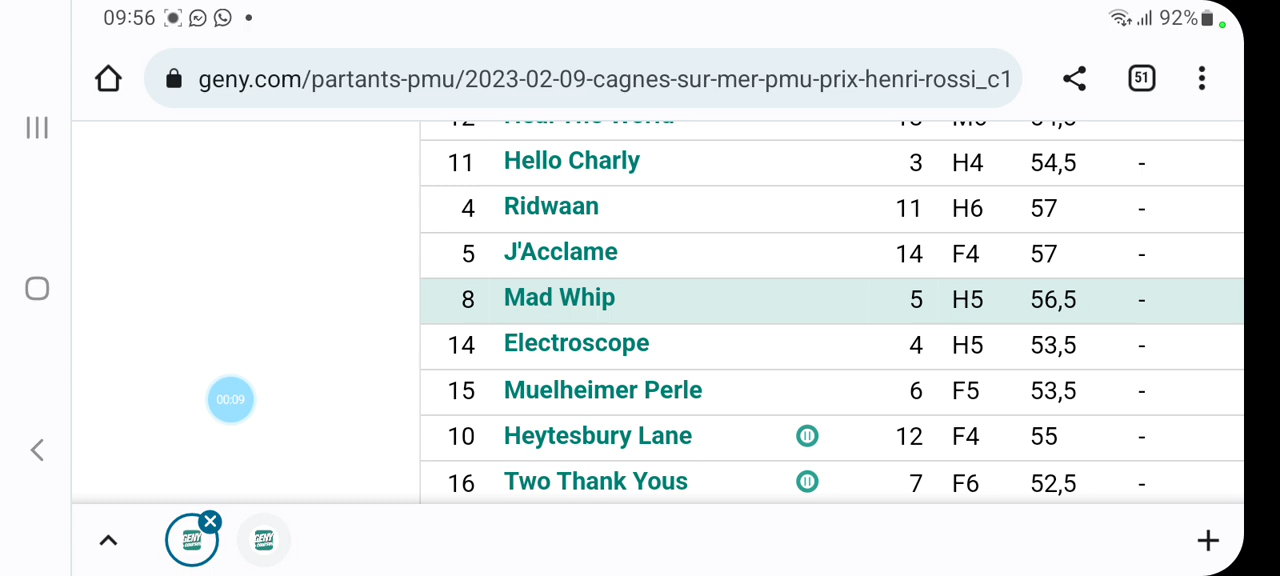 09:56 92%
geny.com/partants-pmu/2023-02-09-cagnes-sur-mer-pmu-prix-henri-rossi_c1 51
11 Hello Charly 3 H4 54,5 -
4 Ridwaan 11 H6 57 -
5 J'Acclame 14 F4 57 -
8 Mad Whip 5 H5 56,5 -
14 Electroscope 4 H5 53,5 -
00:09
15 Muelheimer Perle 6 F5 53,5 -
10 Heytesbury Lane 12 F4 55 -
16 Two Thank Yous 7 F6 52,5 -
GENY GENY